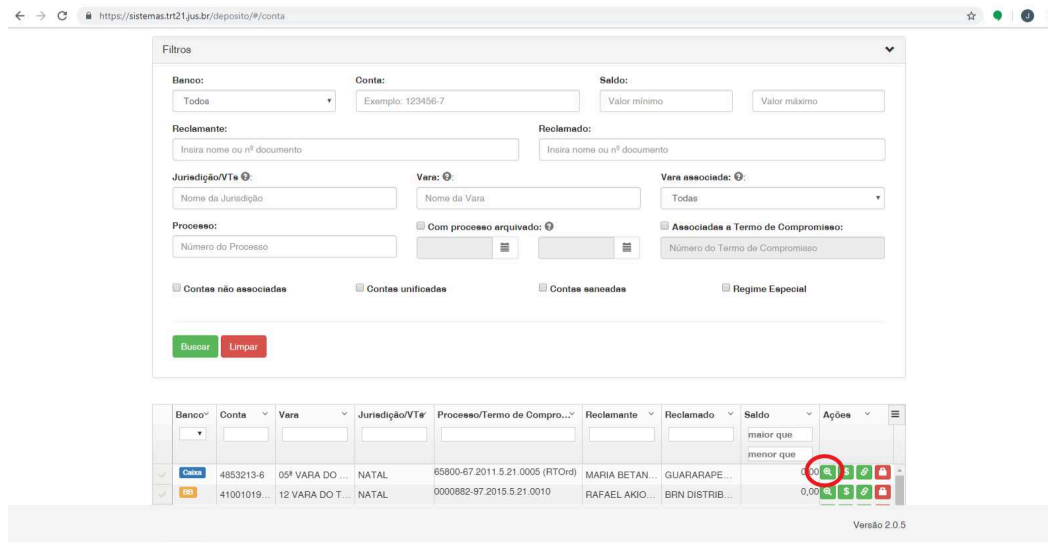 https://sistemas.trt21.jus.br/deposito/#/conta
J
Filtros
Banco: Conta: Saldo:
Todos Exemplo: 123456-7 Valor mínimo Valor máximo
Reclamante: Reclamado:
Insira nome ou nº documento Insira nome ou nº documento
Jurisdição/VTs ?: Vara: ?: Vara associada: ?:
Nome da Jurisdição Nome da Vara Todas
Processo: Com processo arquivado: ? Associadas a Termo de Compromisso:
Número do Processo Número do Termo de Compromisso
Contas não associadas Contas unificadas Contas saneadas Regime Especial
Buscar Limpar
Banco Conta Vara Jurisdição/VTs Processo/Termo de Compro... Reclamante Reclamado Saldo Ações
maior que
menor que
Caixa 4853213-6 05ª VARA DO ... NATAL 65800-67.2011.5.21.0005 (RTOrd) MARIA BETAN... GUARARAPE... 0,00 $
BB 41001019... 12 VARA DO T... NATAL 0000882-97.2015.5.21.0010 RAFAEL AKIO... BRN DISTRIB... 0,00 $
Versão 2.0.5